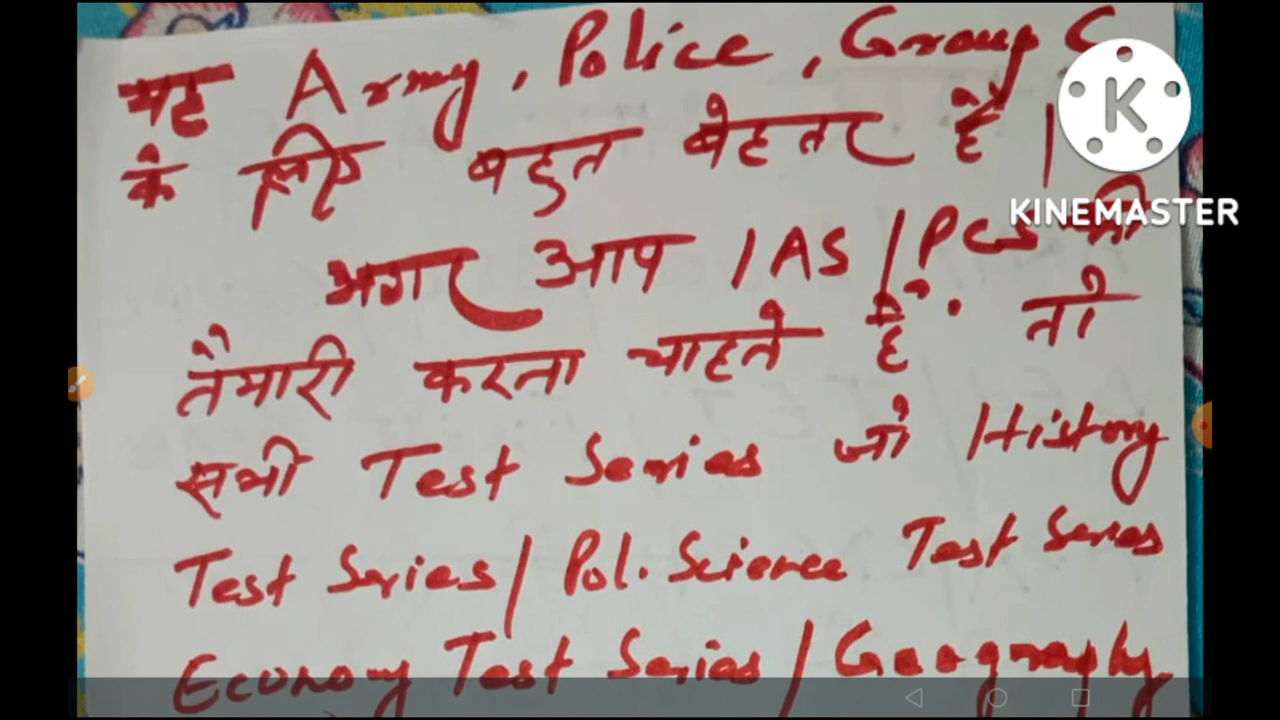 यह Army, Police, Group C
के लिए बहुत बेहतर है |
KINEMASTER
अगर आप IAS / PCS की
तैयारी करना चाहते हैं. तो
सभी Test Series जो History
Test Series / Pol. Science Test Series
Economy Test Series / Geography